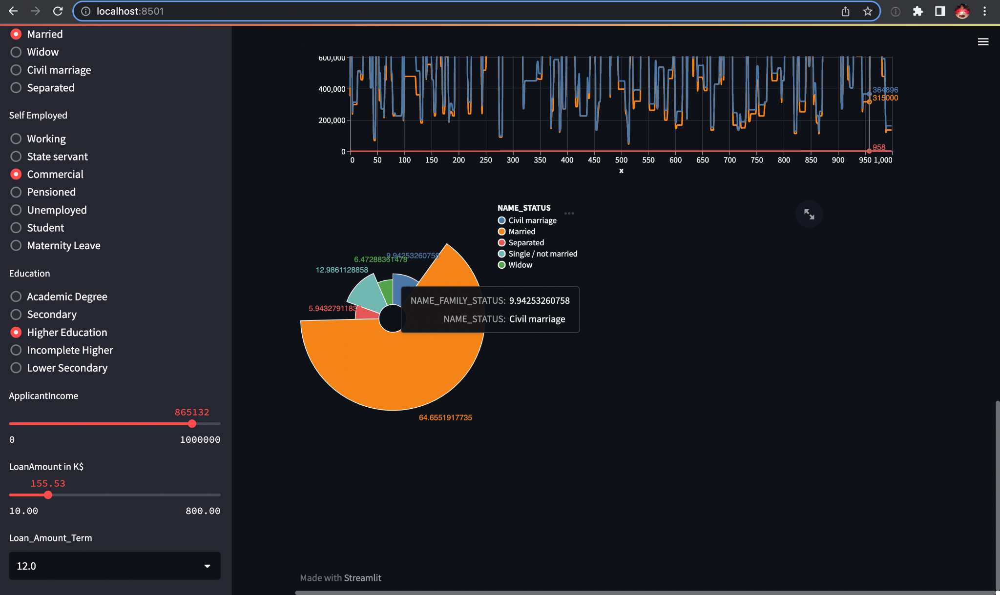 localhost:8501
Married
Widow
Civil marriage
Separated
Self Employed
Working
State servant
Commercial
Pensioned
Unemployed
Student
Maternity Leave
Education
Academic Degree
Secondary
Higher Education
Incomplete Higher
Lower Secondary
ApplicantIncome
865132
0 1000000
LoanAmount in K$
155.53
10.00 800.00
Loan_Amount_Term
12.0
600,000
400,000
200,000
0
364896
315000
958
0 50 100 150 200 250 300 350 400 450 500 550 600 650 700 750 800 850 900 950 1,000
x
NAME_STATUS
Civil marriage
Married
Separated
Single / not married
Widow
9.94253260758
6.47288361478
12.9861128858
5.943279118
64.6551917735
NAME_FAMILY_STATUS: 9.94253260758
NAME_STATUS: Civil marriage
Made with Streamlit